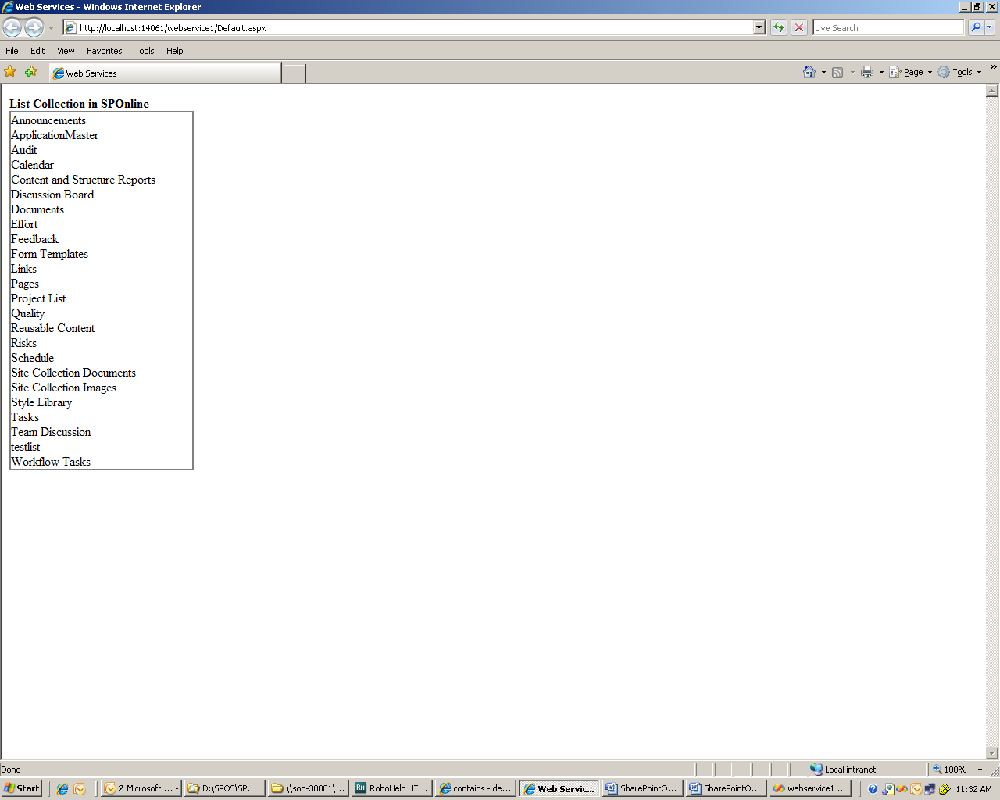 Web Services - Windows Internet Explorer
http://localhost:14061/webservice1/Default.aspx
Live Search
File Edit View Favorites Tools Help
Web Services
Page Tools »
List Collection in SPOnline
Announcements
ApplicationMaster
Audit
Calendar
Content and Structure Reports
Discussion Board
Documents
Effort
Feedback
Form Templates
Links
Pages
Project List
Quality
Reusable Content
Risks
Schedule
Site Collection Documents
Site Collection Images
Style Library
Tasks
Team Discussion
testlist
Workflow Tasks
Done Local intranet 100%
Start 2 Microsoft ... D:\SPOS\SP... \\son-30081\... RH RoboHelp HT... contains - de... Web Servic... SharePointO... SharePointO... webservice1 ... 11:32 AM